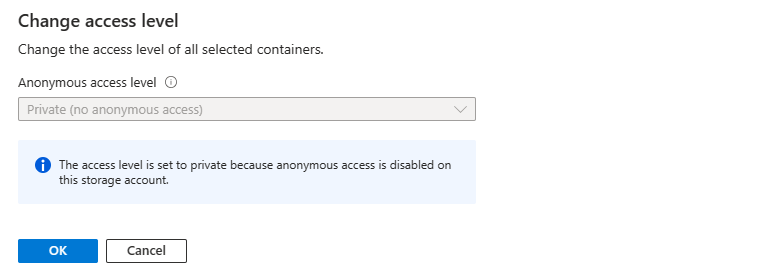 Change access level
Change the access level of all selected containers.
Anonymous access level
Private (no anonymous access)
The access level is set to private because anonymous access is disabled on
this storage account.
OK
Cancel